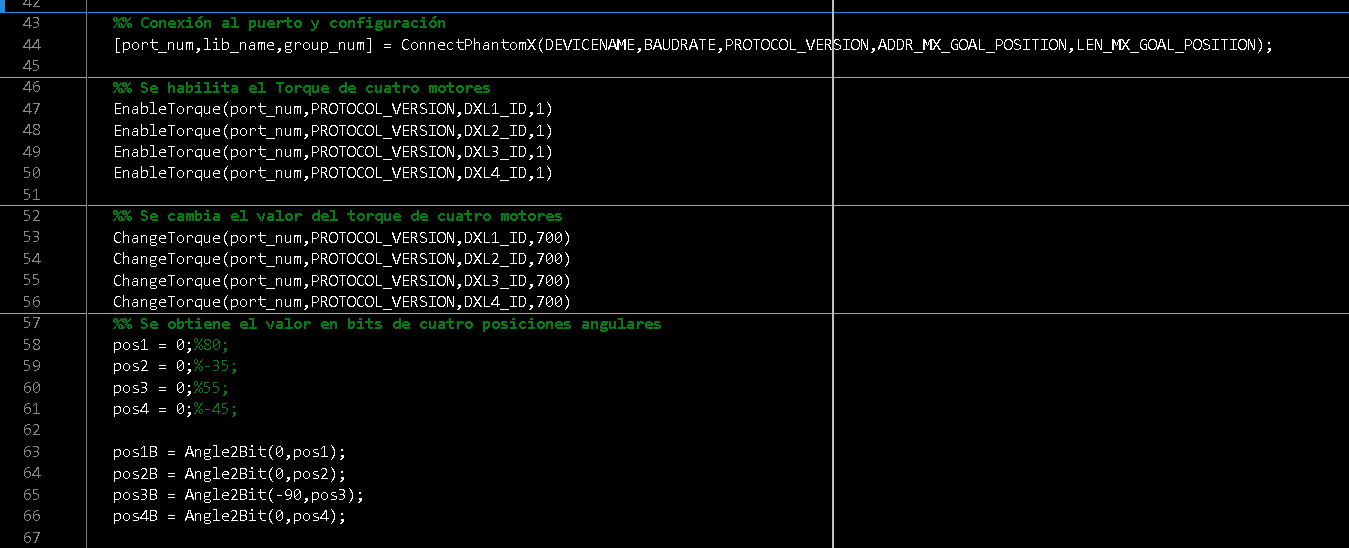 42
43 %% Conexión al puerto y configuración
44 [port_num,lib_name,group_num] = ConnectPhantomX(DEVICENAME,BAUDRATE,PROTOCOL_VERSION,ADDR_MX_GOAL_POSITION,LEN_MX_GOAL_POSITION);
45
46 %% Se habilita el Torque de cuatro motores
47 EnableTorque(port_num,PROTOCOL_VERSION,DXL1_ID,1)
48 EnableTorque(port_num,PROTOCOL_VERSION,DXL2_ID,1)
49 EnableTorque(port_num,PROTOCOL_VERSION,DXL3_ID,1)
50 EnableTorque(port_num,PROTOCOL_VERSION,DXL4_ID,1)
51
52 %% Se cambia el valor del torque de cuatro motores
53 ChangeTorque(port_num,PROTOCOL_VERSION,DXL1_ID,700)
54 ChangeTorque(port_num,PROTOCOL_VERSION,DXL2_ID,700)
55 ChangeTorque(port_num,PROTOCOL_VERSION,DXL3_ID,700)
56 ChangeTorque(port_num,PROTOCOL_VERSION,DXL4_ID,700)
57 %% Se obtiene el valor en bits de cuatro posiciones angulares
58 pos1 = 0;%80;
59 pos2 = 0;%-35;
60 pos3 = 0;%55;
61 pos4 = 0;%-45;
62
63 pos1B = Angle2Bit(0,pos1);
64 pos2B = Angle2Bit(0,pos2);
65 pos3B = Angle2Bit(-90,pos3);
66 pos4B = Angle2Bit(0,pos4);
67